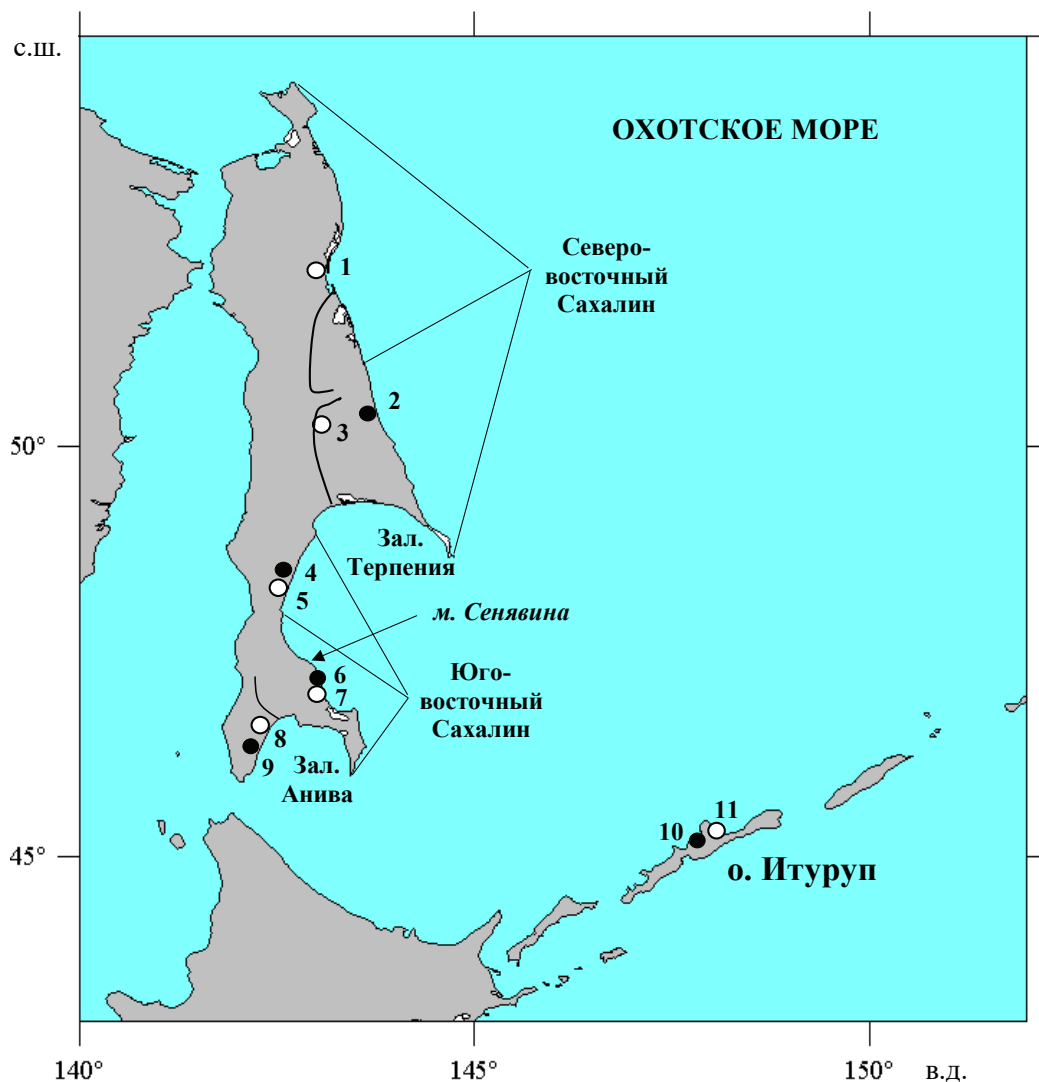 с.ш.
ОХОТСКОЕ МОРЕ
Северо-
восточный
Сахалин
1
2
3
50°
Зал.
Терпения
4
5
м. Сенявина
6
7
Юго-
восточный
Сахалин
8
9
Зал.
Анива
11
10
45°
о. Итуруп
140°
145°
150°
в.д.